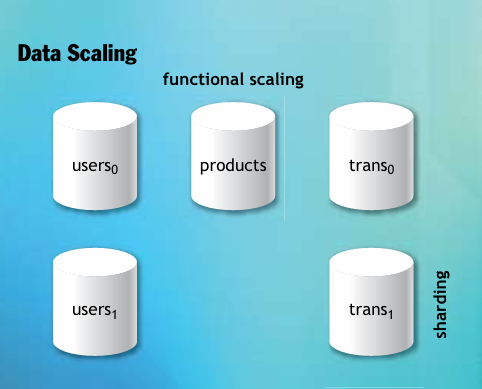 Data Scaling
functional scaling
users₀
products
trans₀
users₁
trans₁
sharding